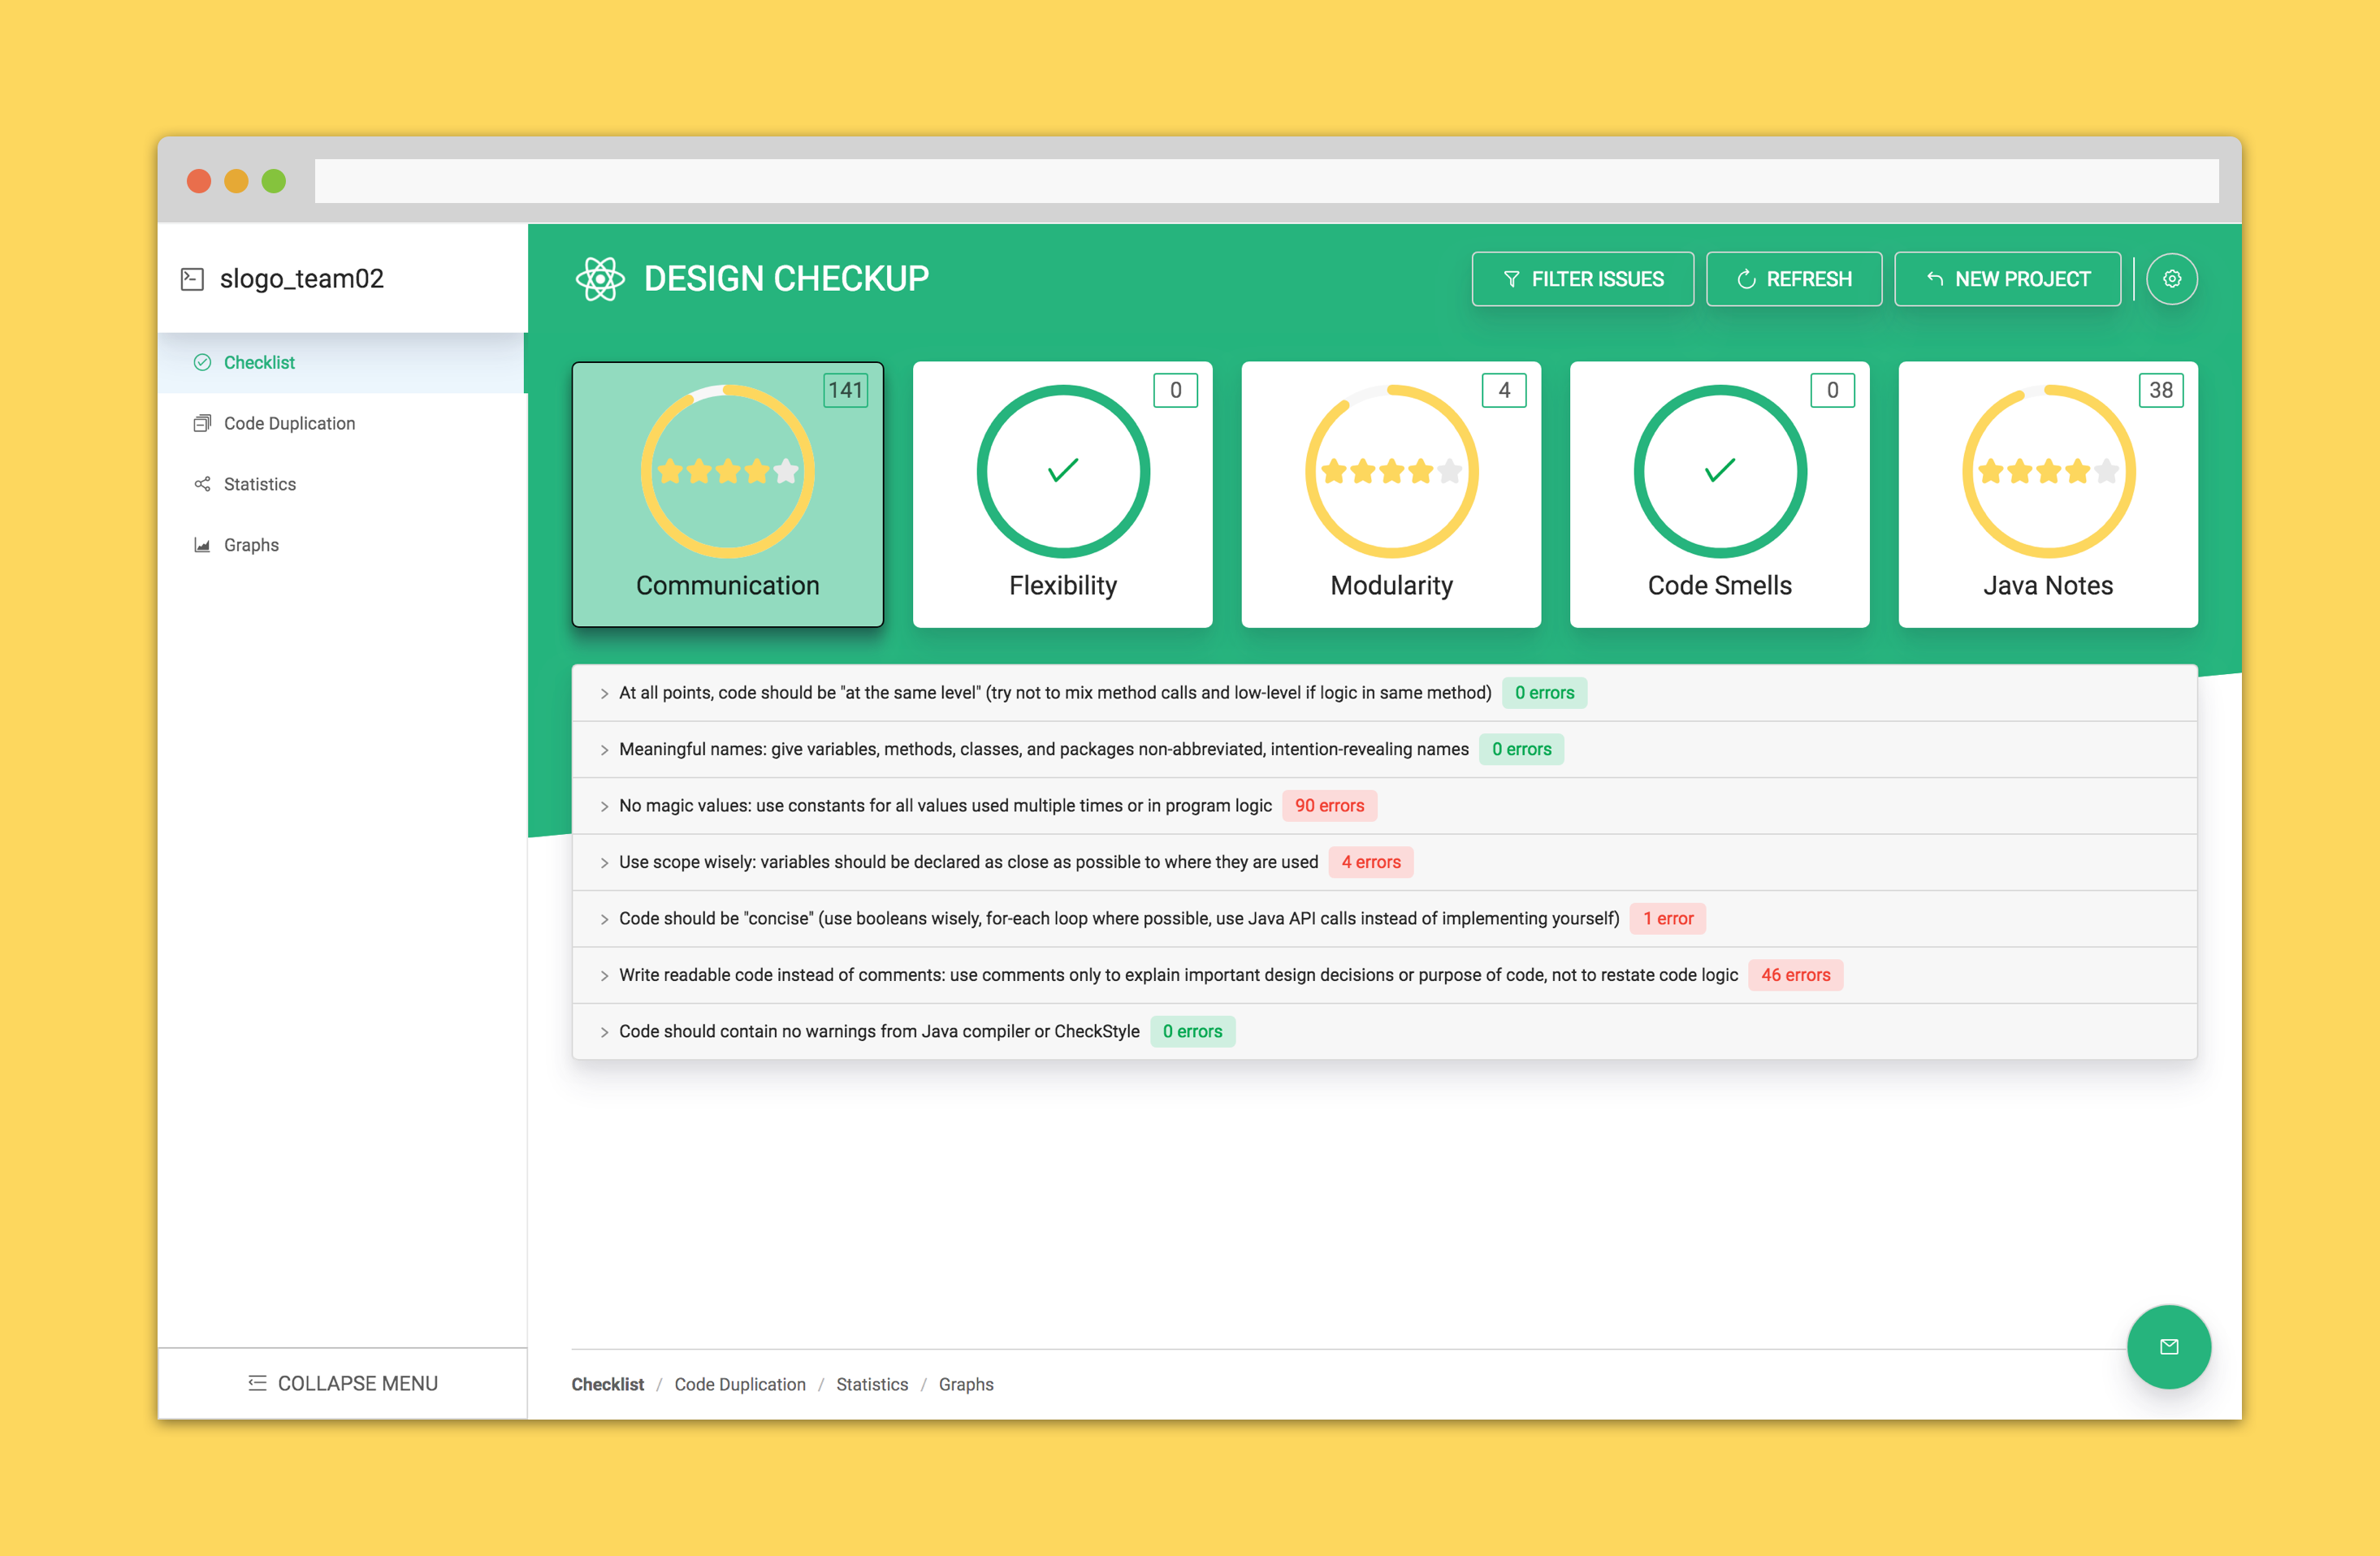 slogo_team02
DESIGN CHECKUP
FILTER ISSUES
REFRESH
NEW PROJECT
Checklist
Code Duplication
Statistics
Graphs
141
Communication
0
Flexibility
4
Modularity
0
Code Smells
38
Java Notes
At all points, code should be "at the same level" (try not to mix method calls and low-level if logic in same method) 0 errors
Meaningful names: give variables, methods, classes, and packages non-abbreviated, intention-revealing names 0 errors
No magic values: use constants for all values used multiple times or in program logic 90 errors
Use scope wisely: variables should be declared as close as possible to where they are used 4 errors
Code should be "concise" (use booleans wisely, for-each loop where possible, use Java API calls instead of implementing yourself) 1 error
Write readable code instead of comments: use comments only to explain important design decisions or purpose of code, not to restate code logic 46 errors
Code should contain no warnings from Java compiler or CheckStyle 0 errors
COLLAPSE MENU
Checklist / Code Duplication / Statistics / Graphs